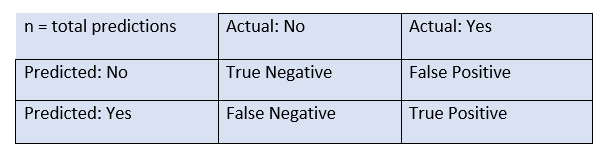 n = total predictions Actual: No Actual: Yes
Predicted: No True Negative False Positive
Predicted: Yes False Negative True Positive